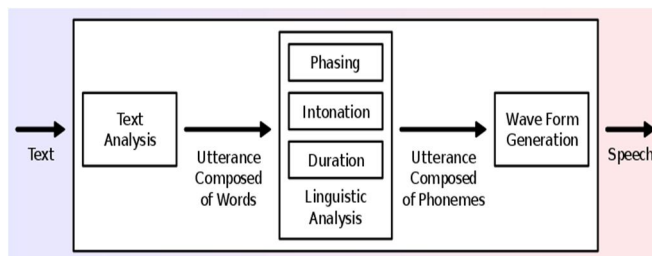 Text
Text
Analysis
Utterance
Composed
of Words
Phasing
Intonation
Duration
Linguistic
Analysis
Utterance
Composed
of Phonemes
Wave Form
Generation
Speech